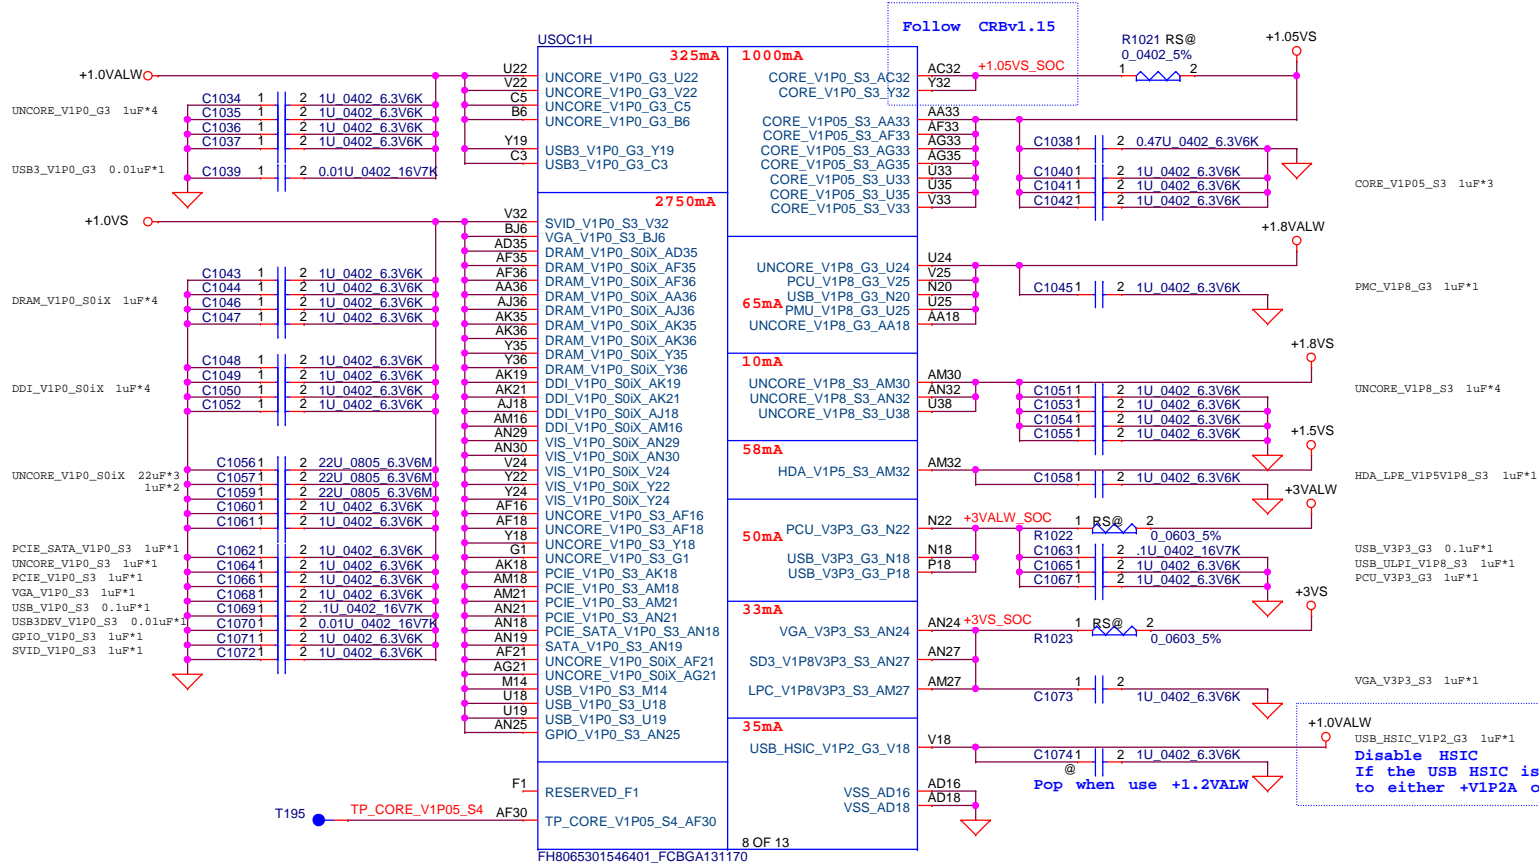 Follow CRBv1.15
USOC1H
325mA
1000mA
R1021 RS@
0_0402_5%
1 2
+1.05VS
+1.05VS_SOC
+1.0VALW
U22 UNCORE_V1P0_G3_U22
V22 UNCORE_V1P0_G3_V22
C5 UNCORE_V1P0_G3_C5
B6 UNCORE_V1P0_G3_B6
Y19 USB3_V1P0_G3_Y19
C3 USB3_V1P0_G3_C3
UNCORE_V1P0_G3 1uF*4
C1034 1 2 1U_0402_6.3V6K
C1035 1 2 1U_0402_6.3V6K
C1036 1 2 1U_0402_6.3V6K
C1037 1 2 1U_0402_6.3V6K
USB3_V1P0_G3 0.01uF*1
C1039 1 2 0.01U_0402_16V7K
CORE_V1P0_S3_AC32 AC32
CORE_V1P0_S3_Y32 Y32
CORE_V1P05_S3_AA33 AA33
CORE_V1P05_S3_AF33 AF33
CORE_V1P05_S3_AG33 AG33
CORE_V1P05_S3_AG35 AG35
CORE_V1P05_S3_U33 U33
CORE_V1P05_S3_U35 U35
CORE_V1P05_S3_V33 V33
C1038 1 2 0.47U_0402_6.3V6K
C1040 1 2 1U_0402_6.3V6K
C1041 1 2 1U_0402_6.3V6K
C1042 1 2 1U_0402_6.3V6K
CORE_V1P05_S3 1uF*3
2750mA
+1.0VS
V32 SVID_V1P0_S3_V32
BJ6 VGA_V1P0_S3_BJ6
AD35 DRAM_V1P0_S0iX_AD35
AF35 DRAM_V1P0_S0iX_AF35
AF36 DRAM_V1P0_S0iX_AF36
AA36 DRAM_V1P0_S0iX_AA36
AJ36 DRAM_V1P0_S0iX_AJ36
AK35 DRAM_V1P0_S0iX_AK35
AK36 DRAM_V1P0_S0iX_AK36
Y35 DRAM_V1P0_S0iX_Y35
Y36 DRAM_V1P0_S0iX_Y36
AK19 DDI_V1P0_S0iX_AK19
AK21 DDI_V1P0_S0iX_AK21
AJ18 DDI_V1P0_S0iX_AJ18
AM16 DDI_V1P0_S0iX_AM16
AN29 VIS_V1P0_S0iX_AN29
AN30 VIS_V1P0_S0iX_AN30
V24 VIS_V1P0_S0iX_V24
Y22 VIS_V1P0_S0iX_Y22
Y24 VIS_V1P0_S0iX_Y24
AF16 UNCORE_V1P0_S3_AF16
AF18 UNCORE_V1P0_S3_AF18
Y18 UNCORE_V1P0_S3_Y18
G1 UNCORE_V1P0_S3_G1
AK18 PCIE_V1P0_S3_AK18
AM18 PCIE_V1P0_S3_AM18
AM21 PCIE_V1P0_S3_AM21
AN21 PCIE_V1P0_S3_AN21
AN18 PCIE_SATA_V1P0_S3_AN18
AN19 SATA_V1P0_S3_AN19
AF21 UNCORE_V1P0_S0iX_AF21
AG21 UNCORE_V1P0_S0iX_AG21
M14 USB_V1P0_S3_M14
U18 USB_V1P0_S3_U18
U19 USB_V1P0_S3_U19
AN25 GPIO_V1P0_S3_AN25
DRAM_V1P0_S0iX 1uF*4
C1043 1 2 1U_0402_6.3V6K
C1044 1 2 1U_0402_6.3V6K
C1046 1 2 1U_0402_6.3V6K
C1047 1 2 1U_0402_6.3V6K
DDI_V1P0_S0iX 1uF*4
C1048 1 2 1U_0402_6.3V6K
C1049 1 2 1U_0402_6.3V6K
C1050 1 2 1U_0402_6.3V6K
C1052 1 2 1U_0402_6.3V6K
UNCORE_V1P0_S0iX 22uF*3
1uF*2
C1056 1 2 22U_0805_6.3V6M
C1057 1 2 22U_0805_6.3V6M
C1059 1 2 22U_0805_6.3V6M
C1060 1 2 1U_0402_6.3V6K
C1061 1 2 1U_0402_6.3V6K
PCIE_SATA_V1P0_S3 1uF*1
UNCORE_V1P0_S3 1uF*1
PCIE_V1P0_S3 1uF*1
VGA_V1P0_S3 1uF*1
USB_V1P0_S3 0.1uF*1
USB3DEV_V1P0_S3 0.01uF*1
GPIO_V1P0_S3 1uF*1
SVID_V1P0_S3 1uF*1
C1062 1 2 1U_0402_6.3V6K
C1064 1 2 1U_0402_6.3V6K
C1066 1 2 1U_0402_6.3V6K
C1068 1 2 1U_0402_6.3V6K
C1069 1 2 .1U_0402_16V7K
C1070 1 2 0.01U_0402_16V7K
C1071 1 2 1U_0402_6.3V6K
C1072 1 2 1U_0402_6.3V6K
+1.8VALW
65mA
UNCORE_V1P8_G3_U24 U24
PCU_V1P8_G3_V25 V25
USB_V1P8_G3_N20 N20
PMU_V1P8_G3_U25 U25
UNCORE_V1P8_G3_AA18 AA18
C1045 1 2 1U_0402_6.3V6K
PMC_V1P8_G3 1uF*1
10mA
+1.8VS
UNCORE_V1P8_S3_AM30 AM30
UNCORE_V1P8_S3_AN32 AN32
UNCORE_V1P8_S3_U38 U38
C1051 1 2 1U_0402_6.3V6K
C1053 1 2 1U_0402_6.3V6K
C1054 1 2 1U_0402_6.3V6K
C1055 1 2 1U_0402_6.3V6K
UNCORE_V1P8_S3 1uF*4
58mA
+1.5VS
HDA_V1P5_S3_AM32 AM32
C1058 1 2 1U_0402_6.3V6K
HDA_LPE_V1P5V1P8_S3 1uF*1
50mA
+3VALW
PCU_V3P3_G3_N22 N22
USB_V3P3_G3_N18 N18
USB_V3P3_G3_P18 P18
+3VALW_SOC
1 RS@ 2
R1022 0_0603_5%
C1063 1 2 .1U_0402_16V7K
C1065 1 2 1U_0402_6.3V6K
C1067 1 2 1U_0402_6.3V6K
USB_V3P3_G3 0.1uF*1
USB_ULPI_V1P8_S3 1uF*1
PCU_V3P3_G3 1uF*1
33mA
+3VS
VGA_V3P3_S3_AN24 AN24
SD3_V1P8V3P3_S3_AN27 AN27
LPC_V1P8V3P3_S3_AM27 AM27
+3VS_SOC
1 RS@ 2
R1023 0_0603_5%
C1073 1 2 1U_0402_6.3V6K
VGA_V3P3_S3 1uF*1
35mA
+1.0VALW
USB_HSIC_V1P2_G3_V18 V18
C1074 1 2 1U_0402_6.3V6K
@
Pop when use +1.2VALW
USB_HSIC_V1P2_G3 1uF*1
Disable HSIC
If the USB HSIC is
to either +V1P2A o
F1 RESERVED_F1
T195 TP_CORE_V1P05_S4 AF30 TP_CORE_V1P05_S4_AF30
VSS_AD16 AD16
VSS_AD18 AD18
8 OF 13
FH8065301546401_FCBGA131170